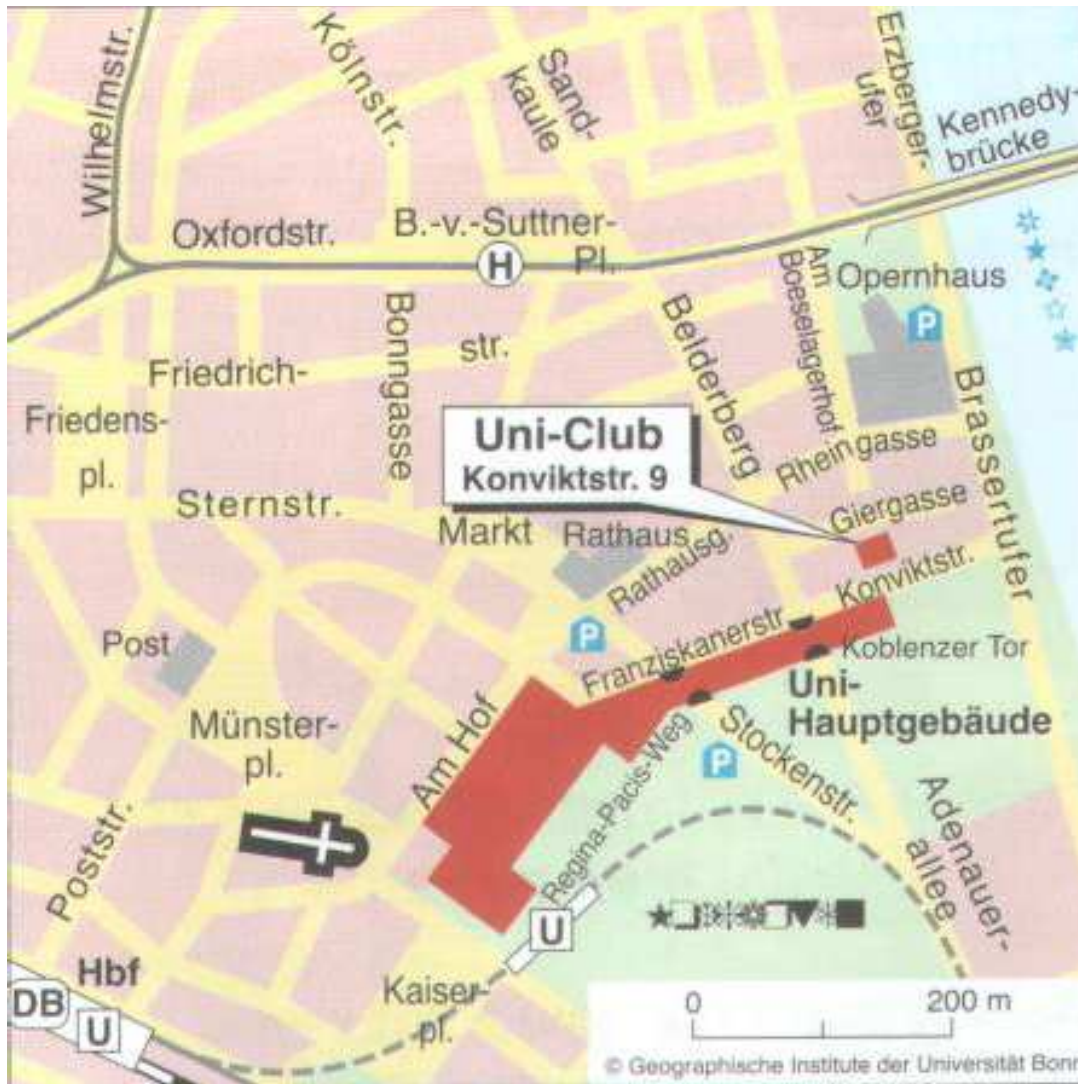 Wilhelmstr.
Kölnstr.
Sand-
kaule
Erzberger-
ufer
Kennedy-
brücke
Oxfordstr.
B.-v.-Suttner-
Pl.
H
Am
Boeselagerhof
Opernhaus
P
Bonngasse
str.
Friedrich-
Belderberg
Friedens-
pl.
Uni-Club
Konviktstr. 9
Rheingasse
Brassertufer
Sternstr.
Markt
Rathaus
Rathausg.
Giergasse
Konviktstr.
P
Franziskanerstr
Koblenzer Tor
Post
Uni-
Hauptgebäude
Münster-
pl.
Am Hof
Regina-Pacis-Weg
P
Stockenstr.
Adenauer-
allee
Poststr.
U
Hbf
DB
U
Kaiser-
pl.
0 200 m
© Geographische Institute der Universität Bonn